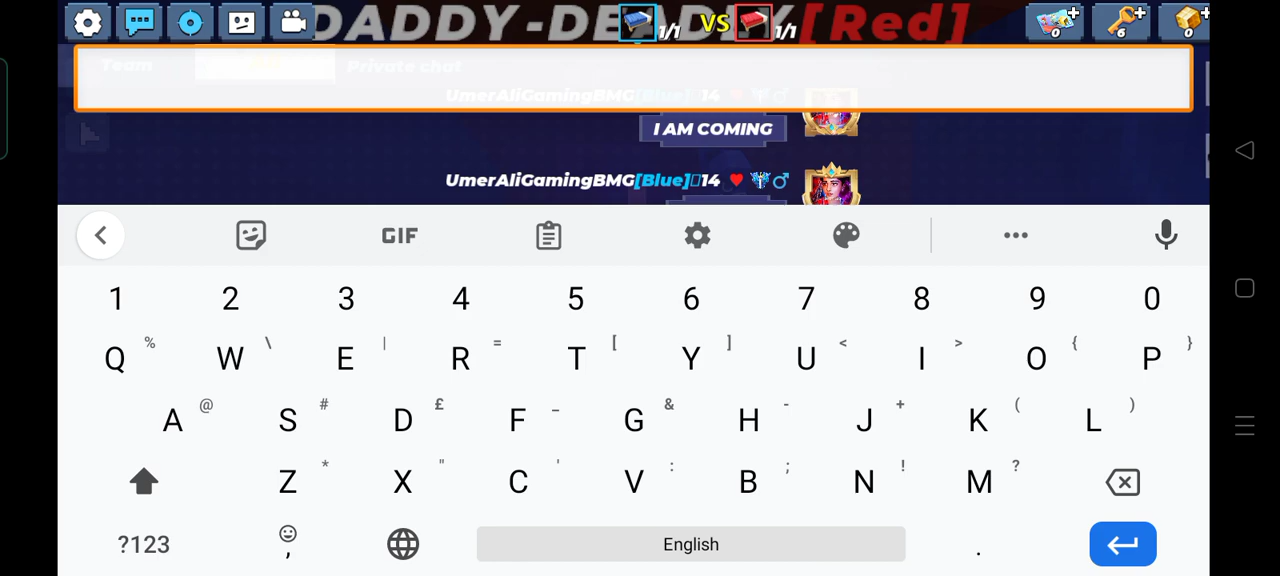 DADDY-DEADLY[Red]
1/1 VS 1/1
0 6 0
Team Private chat
UmerAliGamingBMG[Blue] 14
I AM COMING
UmerAliGamingBMG[Blue] 14
GIF
1 2 3 4 5 6 7 8 9 0
Q % W \ E | R = T [ Y ] U < I > O { P }
A @ S # D £ F _ G & H - J + K ( L )
Z * X " C ' V : B ; N ! M ?
?123 , English .